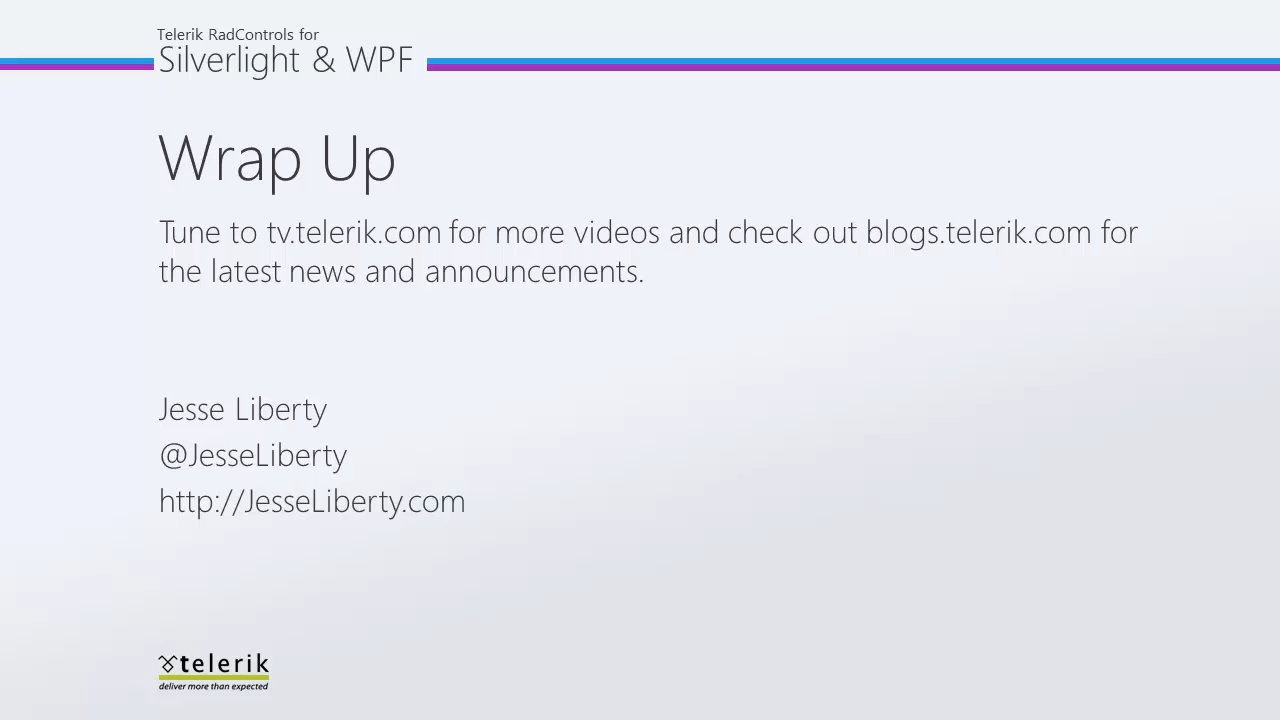 Telerik RadControls for
Silverlight & WPF
Wrap Up
Tune to tv.telerik.com for more videos and check out blogs.telerik.com for
the latest news and announcements.
Jesse Liberty
@JesseLiberty
http://JesseLiberty.com
telerik
deliver more than expected